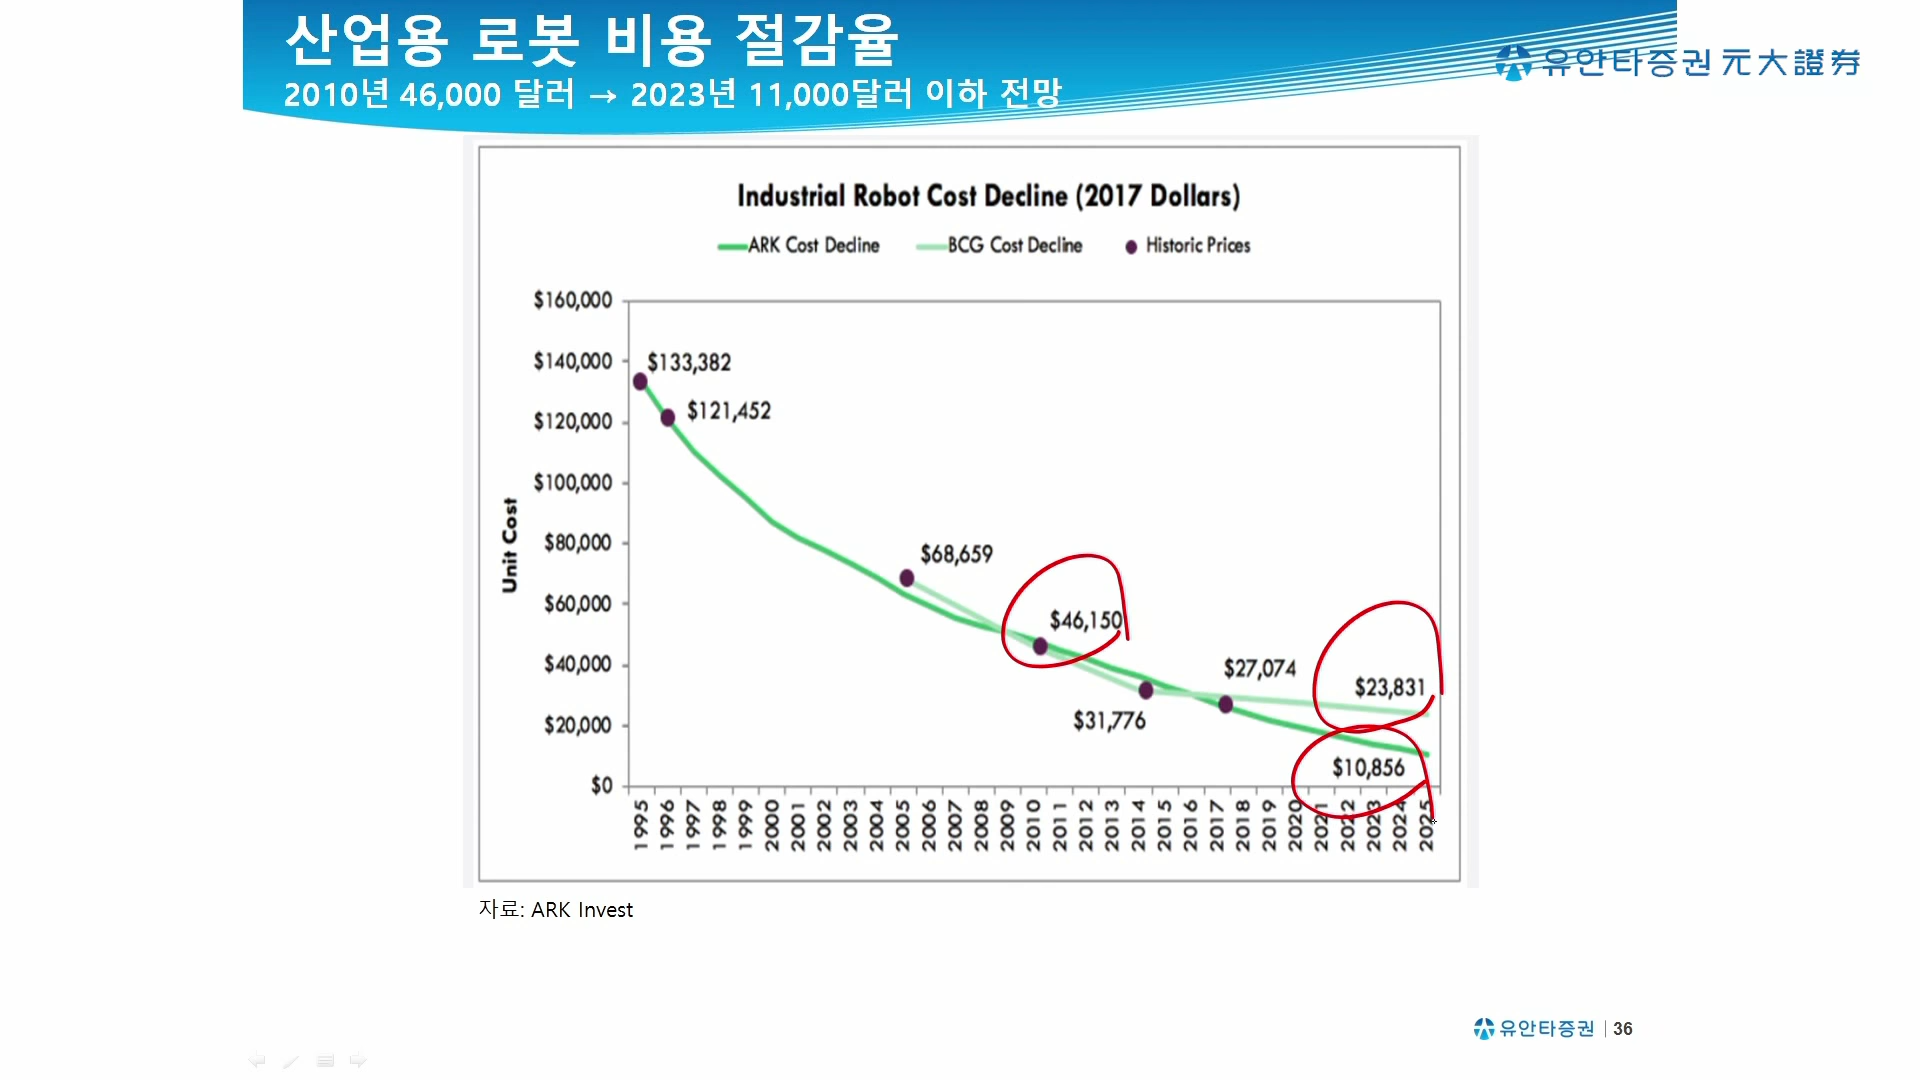 산업용 로봇 비용 절감율
2010년 46,000 달러 → 2023년 11,000달러 이하 전망
유안타증권 元大證券
Industrial Robot Cost Decline (2017 Dollars)
ARK Cost Decline BCG Cost Decline Historic Prices
Unit Cost
$160,000
$140,000
$120,000
$100,000
$80,000
$60,000
$40,000
$20,000
$0
$133,382
$121,452
$68,659
$46,150
$31,776
$27,074
$23,831
$10,856
1995 1996 1997 1998 1999 2000 2001 2002 2003 2004 2005 2006 2007 2008 2009 2010 2011 2012 2013 2014 2015 2016 2017 2018 2019 2020 2021 2022 2023 2024 2025
자료: ARK Invest
유안타증권 | 36